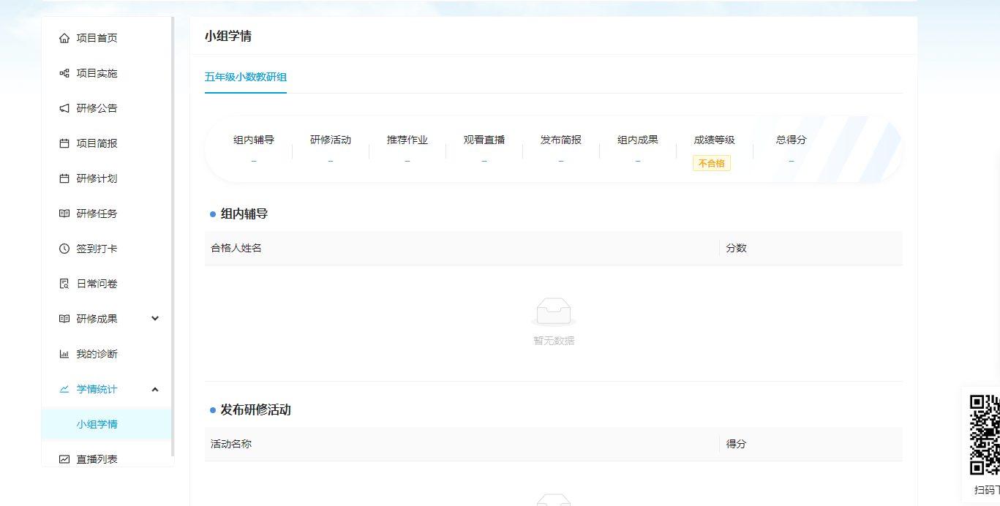 项目首页
项目实施
研修公告
项目简报
研修计划
研修任务
签到打卡
日常问卷
研修成果
我的诊断
学情统计
小组学情
直播列表
小组学情
五年级小数教研组
组内辅导 研修活动 推荐作业 观看直播 发布简报 组内成果 成绩等级 总得分
– – – – – – 不合格 –
组内辅导
合格人姓名 分数
暂无数据
发布研修活动
活动名称 得分
扫码下